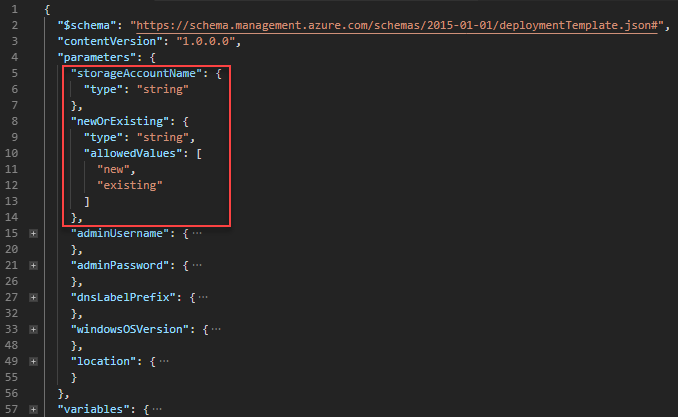 1 {
2 "$schema": "https://schema.management.azure.com/schemas/2015-01-01/deploymentTemplate.json#",
3 "contentVersion": "1.0.0.0",
4 "parameters": {
5 "storageAccountName": {
6 "type": "string"
7 },
8 "newOrExisting": {
9 "type": "string",
10 "allowedValues": [
11 "new",
12 "existing"
13 ]
14 },
15 "adminUsername": { ...
20 },
21 "adminPassword": { ...
26 },
27 "dnsLabelPrefix": { ...
32 },
33 "windowsOSVersion": { ...
48 },
49 "location": { ...
55 }
56 },
57 "variables": { ...